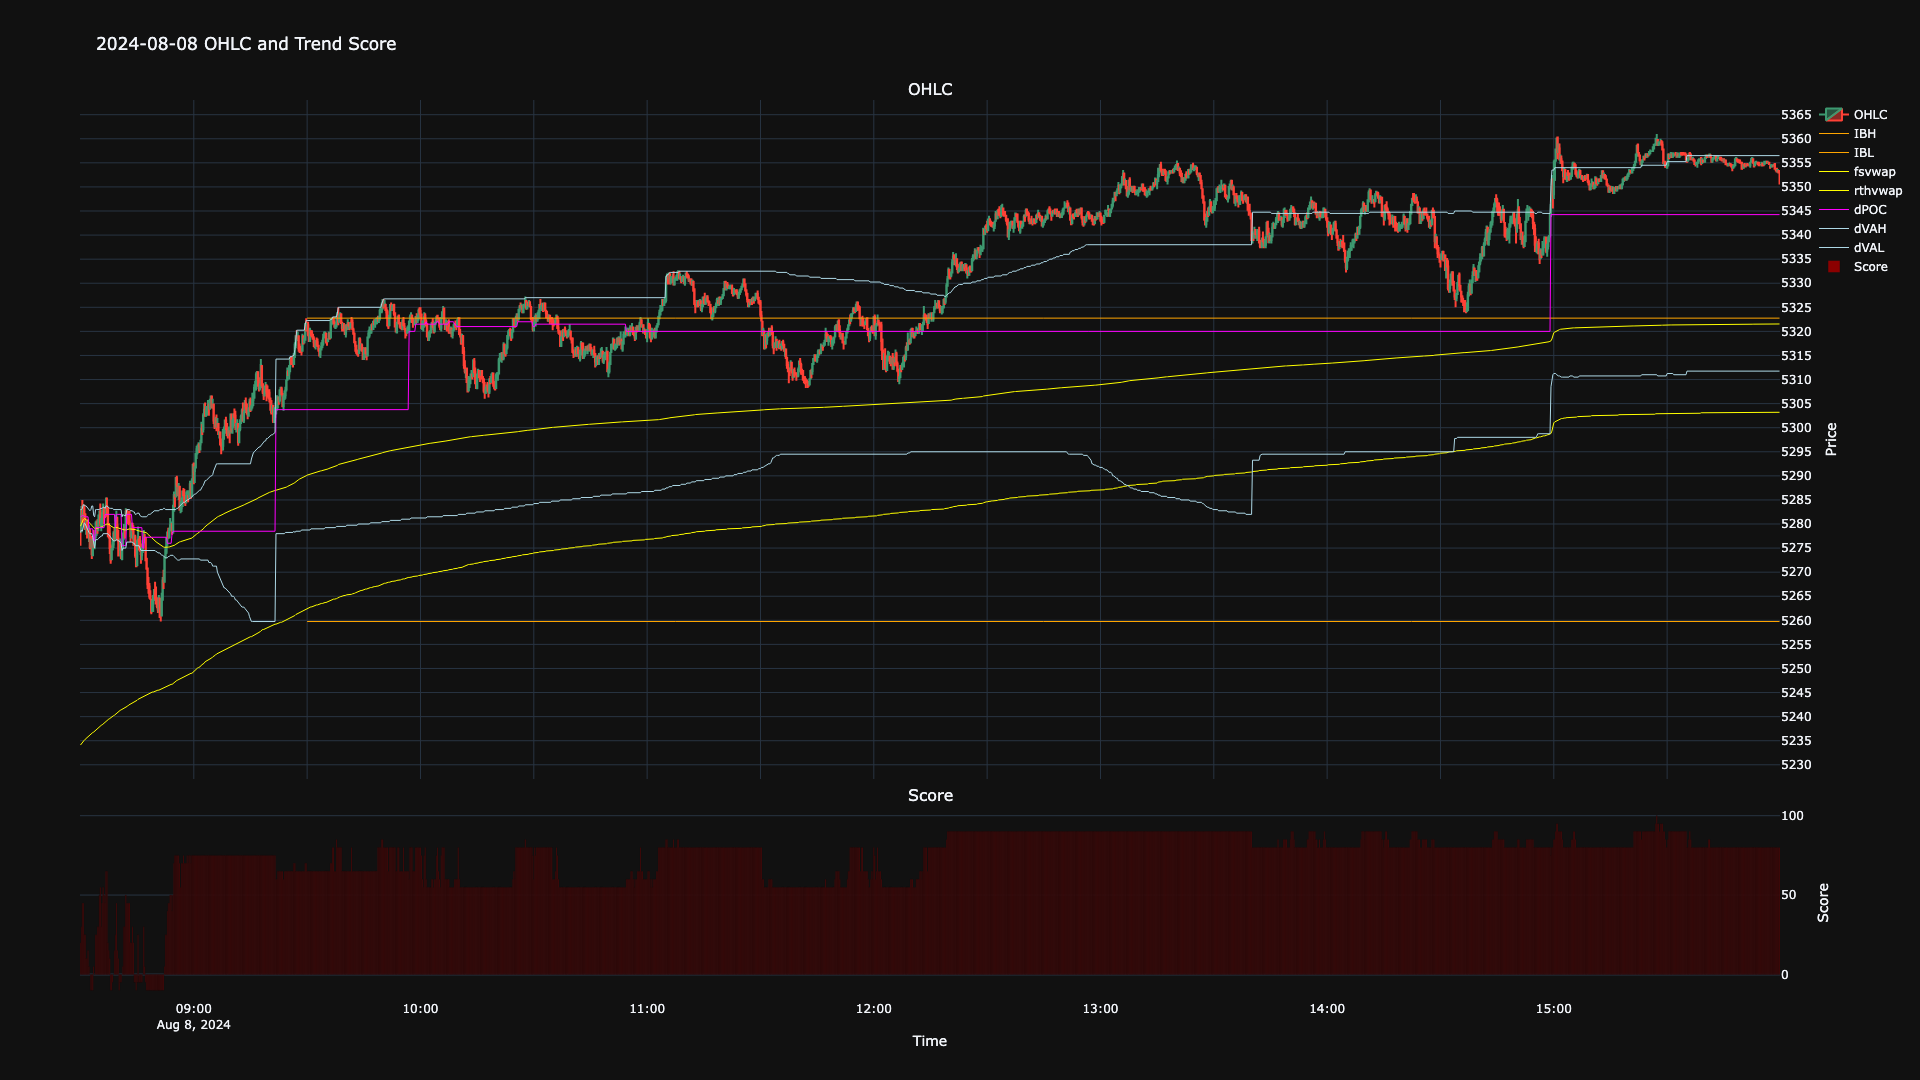 2024-08-08 OHLC and Trend Score
OHLC
5365
5360
5355
5350
5345
5340
5335
5330
5325
5320
5315
5310
5305
5300
5295
5290
5285
5280
5275
5270
5265
5260
5255
5250
5245
5240
5235
5230
Price
OHLC
IBH
IBL
fsvwap
rthvwap
dPOC
dVAH
dVAL
Score
Score
100
50
0
Score
09:00
Aug 8, 2024
10:00
11:00
12:00
13:00
14:00
15:00
Time